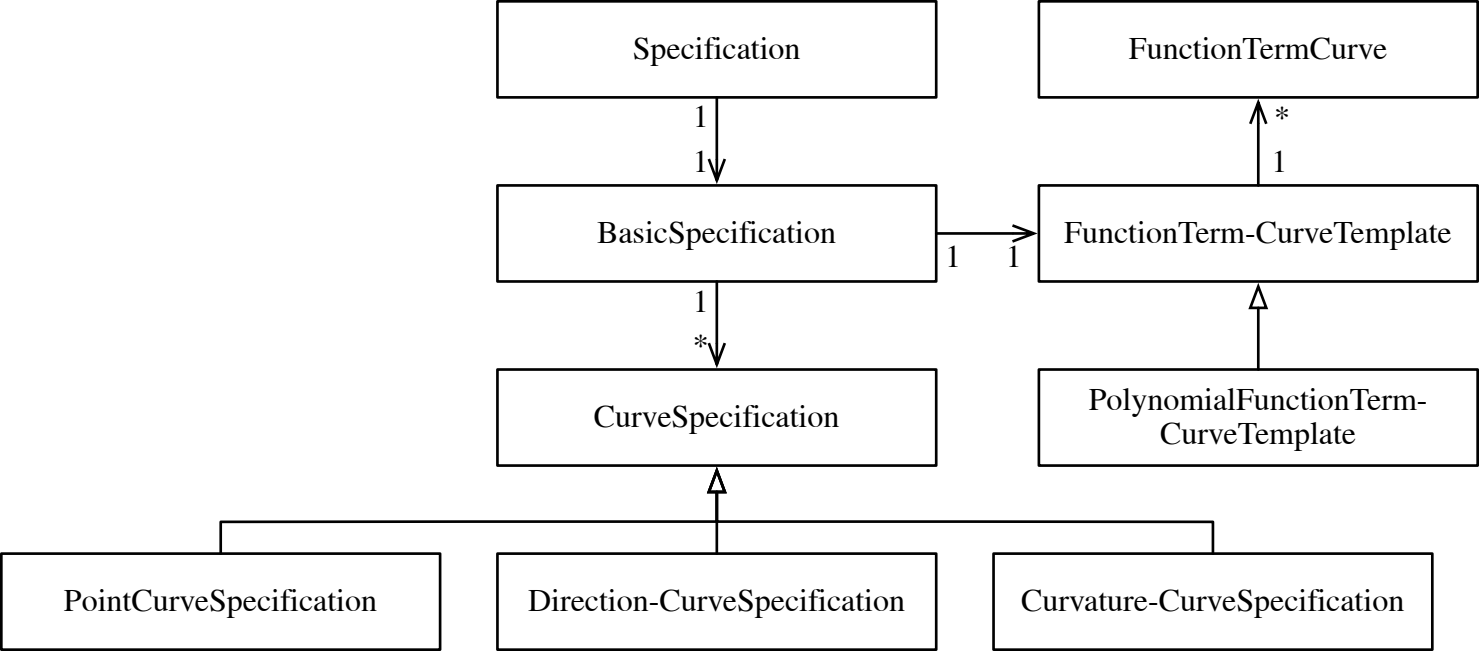 Specification
FunctionTermCurve
1
*
1
1
BasicSpecification
FunctionTerm-CurveTemplate
1
1
1
*
CurveSpecification
PolynomialFunctionTerm-
CurveTemplate
PointCurveSpecification
Direction-CurveSpecification
Curvature-CurveSpecification